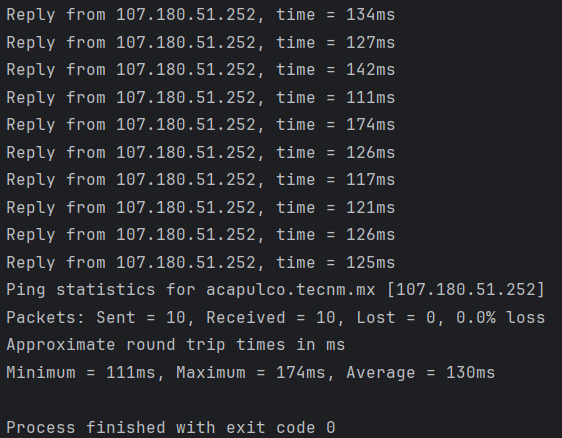 Reply from 107.180.51.252, time = 134ms
Reply from 107.180.51.252, time = 127ms
Reply from 107.180.51.252, time = 142ms
Reply from 107.180.51.252, time = 111ms
Reply from 107.180.51.252, time = 174ms
Reply from 107.180.51.252, time = 126ms
Reply from 107.180.51.252, time = 117ms
Reply from 107.180.51.252, time = 121ms
Reply from 107.180.51.252, time = 126ms
Reply from 107.180.51.252, time = 125ms
Ping statistics for acapulco.tecnm.mx [107.180.51.252]
Packets: Sent = 10, Received = 10, Lost = 0, 0.0% loss
Approximate round trip times in ms
Minimum = 111ms, Maximum = 174ms, Average = 130ms
Process finished with exit code 0